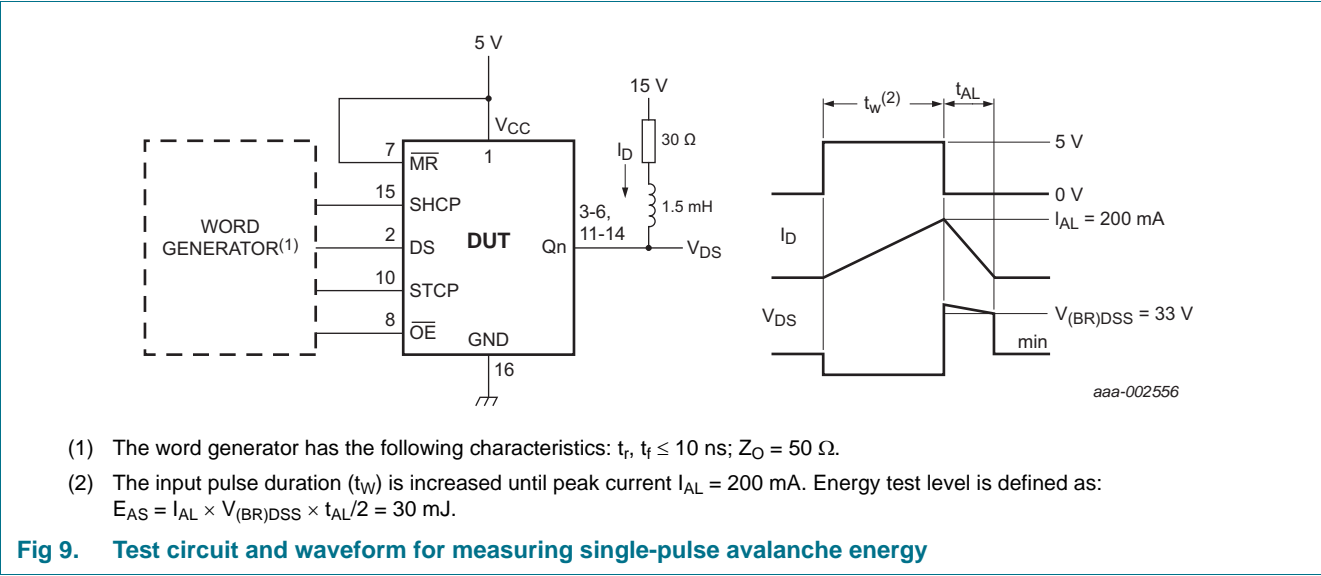 5 V
15 V
VCC
30 Ω
ID
1.5 mH
7
MR
1
15
SHCP
2
DS
DUT
Qn
3-6,
11-14
VDS
10
STCP
8
OE
GND
16
WORD
GENERATOR(1)
tw(2)
tAL
5 V
0 V
IAL = 200 mA
ID
VDS
V(BR)DSS = 33 V
min
aaa-002556
(1) The word generator has the following characteristics: tr, tf ≤ 10 ns; ZO = 50 Ω.
(2) The input pulse duration (tW) is increased until peak current IAL = 200 mA. Energy test level is defined as:
EAS = IAL × V(BR)DSS × tAL/2 = 30 mJ.
Fig 9. Test circuit and waveform for measuring single-pulse avalanche energy